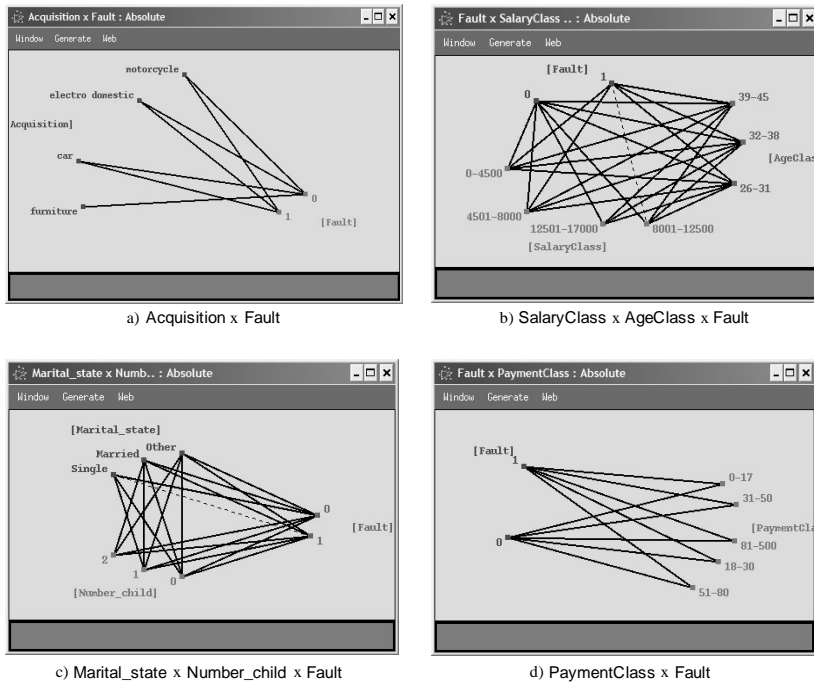 Acquisition x Fault : Absolute
Window Generate Web
motorcycle
electro domestic
Acquisition]
car
furniture
0
1
[Fault]
a) Acquisition x Fault
Fault x SalaryClass .. : Absolute
Window Generate Web
[Fault]
1
0
39-45
32-38
[AgeClas
26-31
0-4500
4501-8000
12501-17000
8001-12500
[SalaryClass]
b) SalaryClass x AgeClass x Fault
Marital_state x Numb.. : Absolute
Window Generate Web
[Marital_state]
Other
Married
Single
0
[Fault]
1
2
1
0
[Number_child]
c) Marital_state x Number_child x Fault
Fault x PaymentClass : Absolute
Window Generate Web
[Fault]
1
0
0-17
31-50
[PaymentCla
81-500
18-30
51-80
d) PaymentClass x Fault